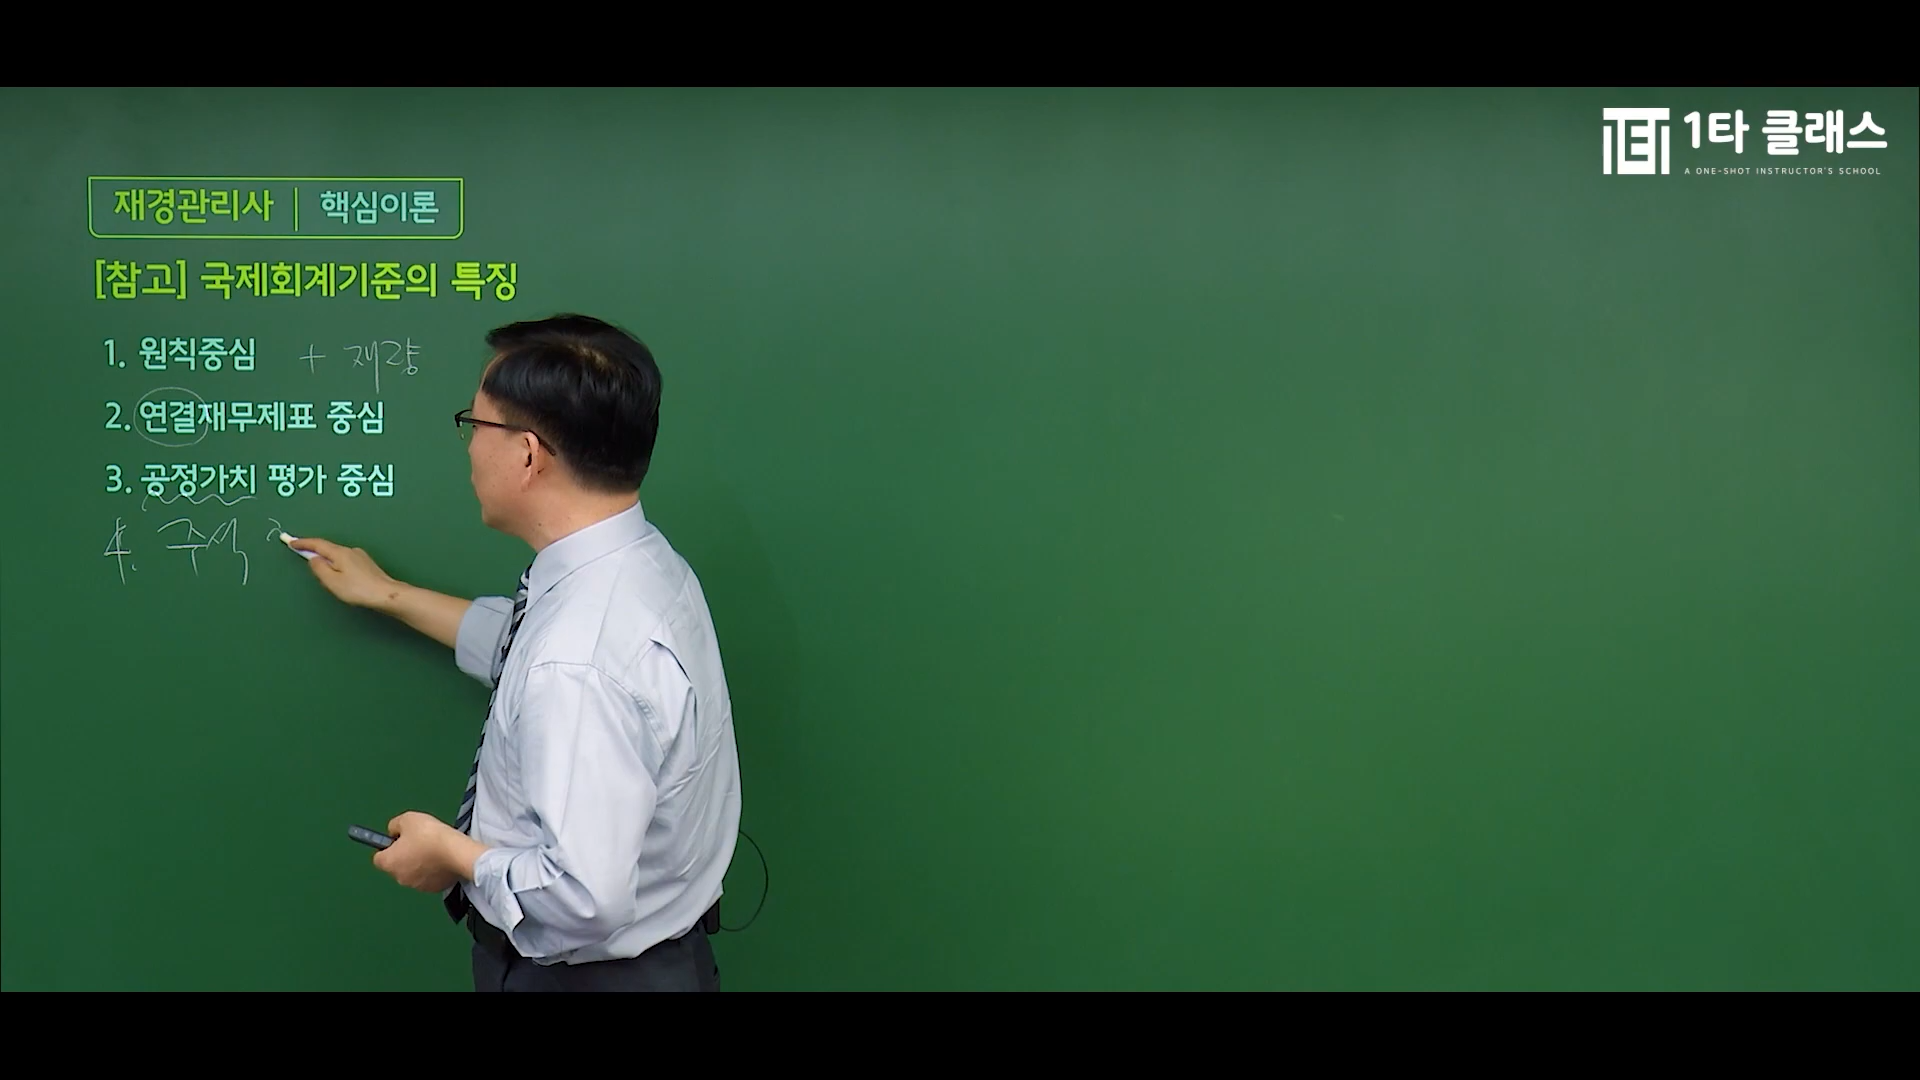 1타 클래스
A ONE-SHOT INSTRUCTOR'S SCHOOL
재경관리사 | 핵심이론
[참고] 국제회계기준의 특징
1. 원칙중심 + 재량
2. 연결재무제표 중심
3. 공정가치 평가 중심
4. 주석